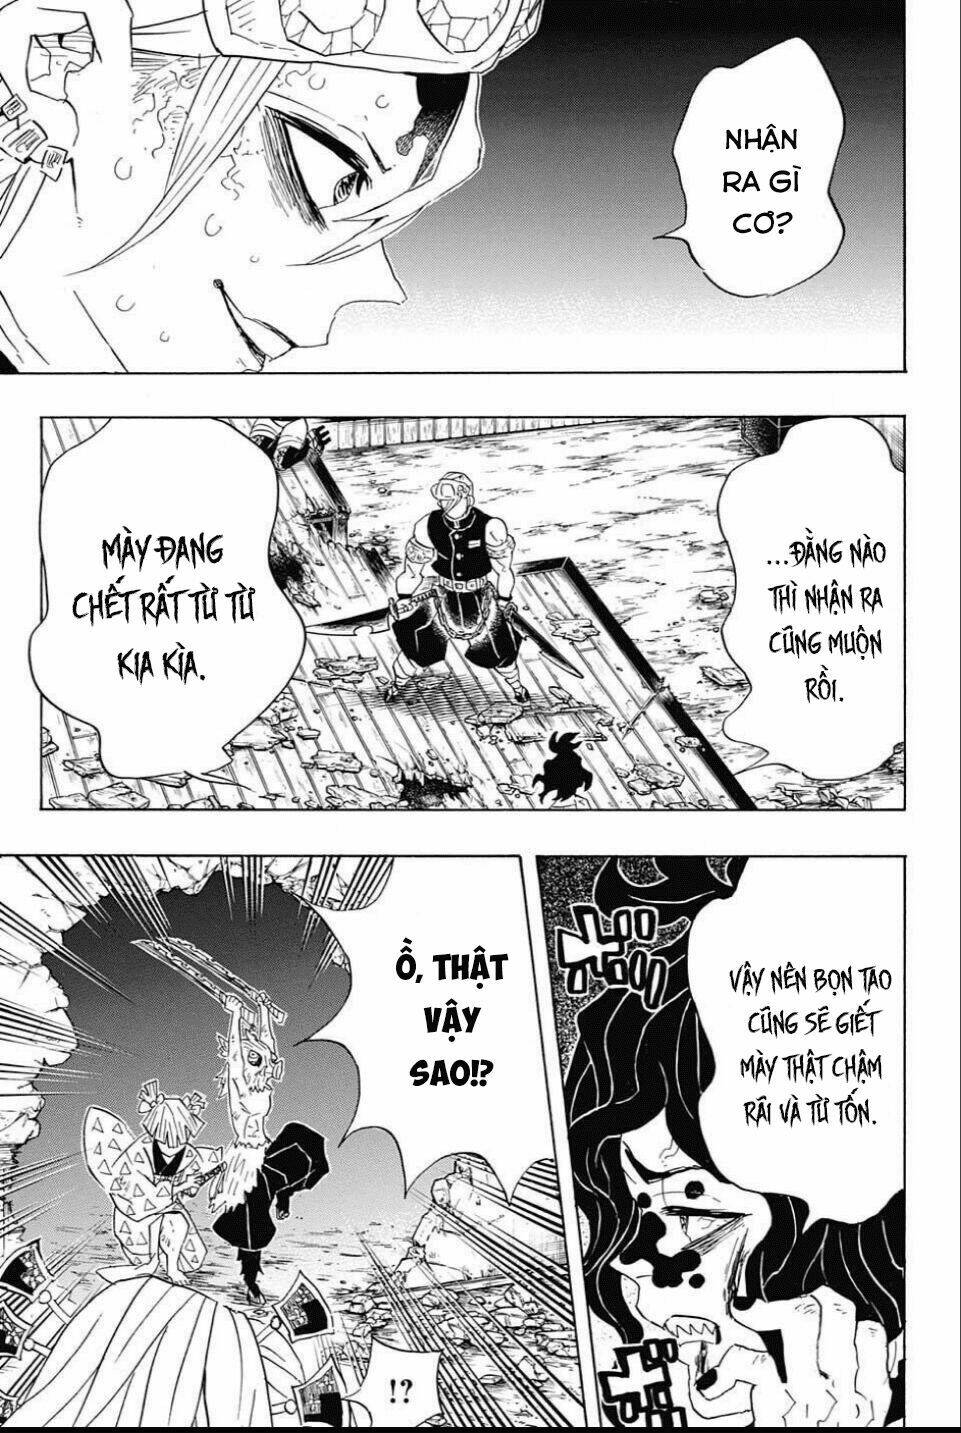 NHẬN
RA GÌ
CƠ?
...ĐẰNG NÀO
THÌ NHẬN RA
CŨNG MUỘN
RỒI.
MÀY ĐANG
CHẾT RẤT TỪ TỪ
KIA KÌA.
VẬY NÊN BỌN TAO
CŨNG SẼ GIẾT
MÀY THẬT CHẬM
RÃI VÀ TỪ TỐN.
Ồ, THẬT
VẬY
SAO!?
!?